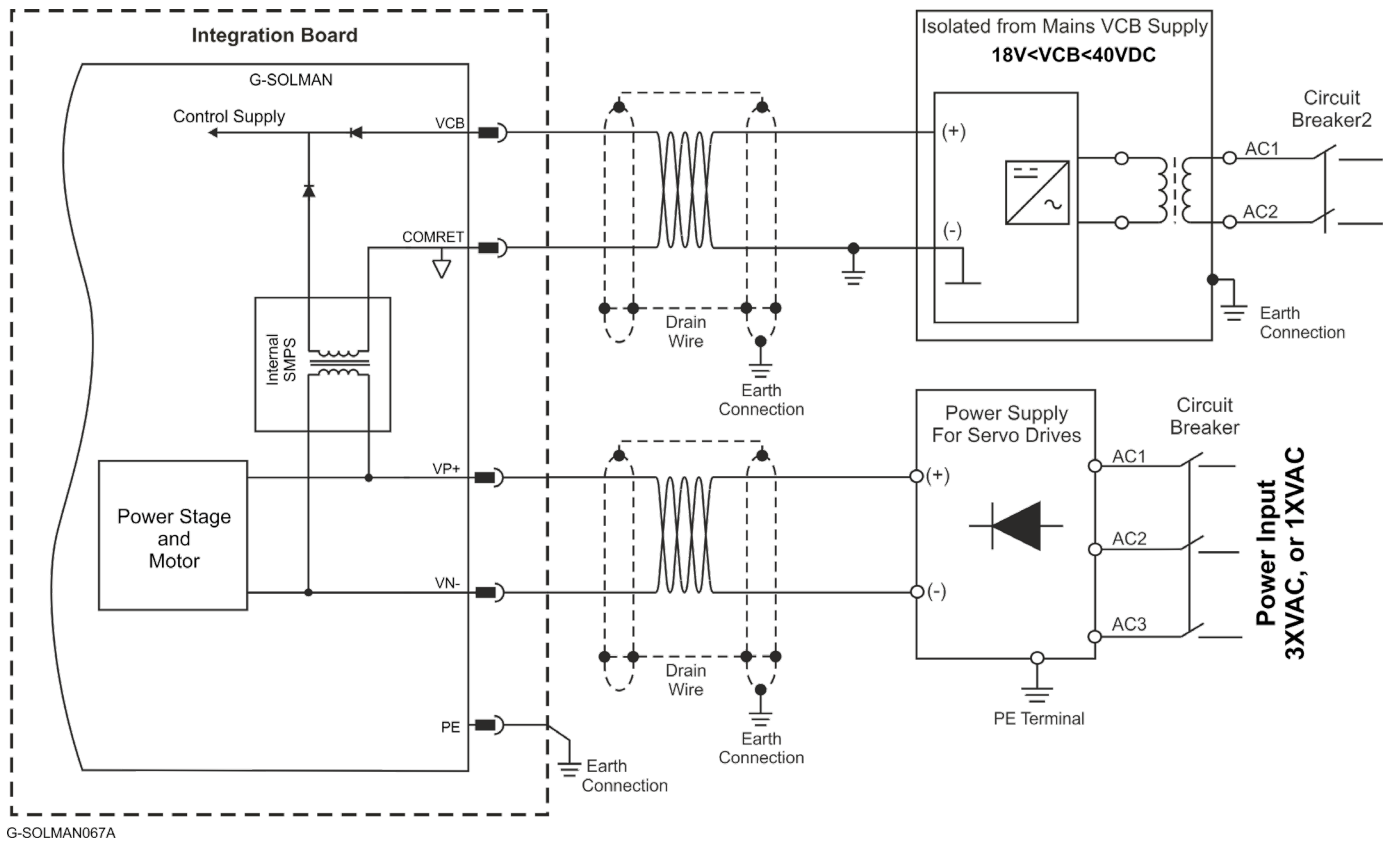 Integration Board
G-SOLMAN
Control Supply
VCB
COMRET
Internal
SMPS
VP+
Power Stage
and
Motor
VN-
PE
Earth
Connection
Drain
Wire
Earth
Connection
Isolated from Mains VCB Supply
18V<VCB<40VDC
(+)
(-)
AC1
AC2
Circuit
Breaker2
Earth
Connection
Drain
Wire
Earth
Connection
Power Supply
For Servo Drives
(+)
(-)
AC1
AC2
AC3
Circuit
Breaker
Power Input
3XVAC, or 1XVAC
PE Terminal
G-SOLMAN067A